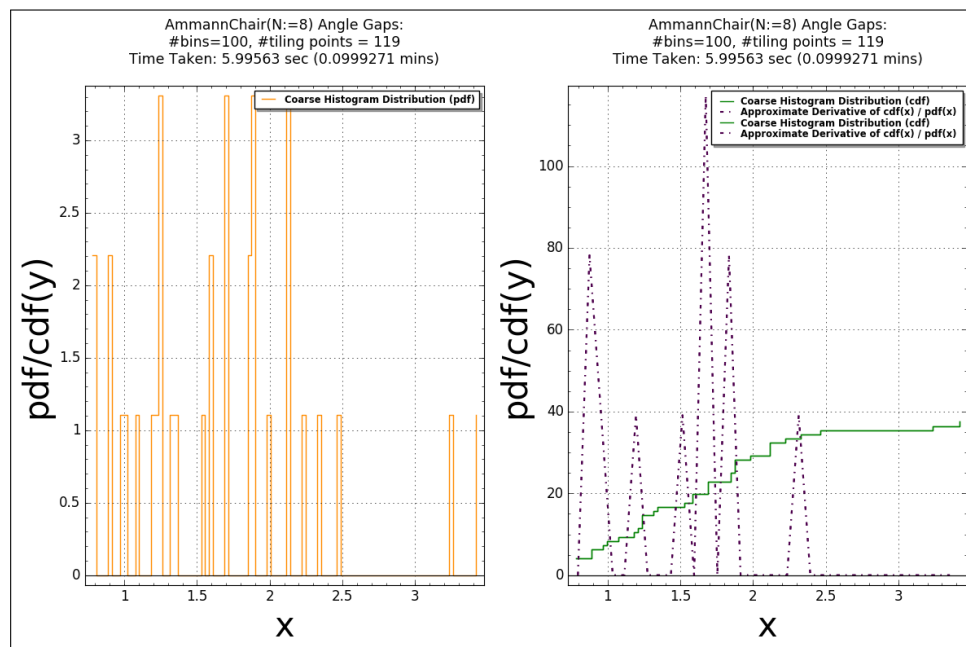 AmmannChair(N:=8) Angle Gaps:
#bins=100, #tiling points = 119
Time Taken: 5.99563 sec (0.0999271 mins)
Coarse Histogram Distribution (pdf)
3
2.5
2
1.5
1
0.5
0
1
1.5
2
2.5
3
pdf/cdf(y)
x
AmmannChair(N:=8) Angle Gaps:
#bins=100, #tiling points = 119
Time Taken: 5.99563 sec (0.0999271 mins)
Coarse Histogram Distribution (cdf)
Approximate Derivative of cdf(x) / pdf(x)
Coarse Histogram Distribution (cdf)
Approximate Derivative of cdf(x) / pdf(x)
100
80
60
40
20
0
1
1.5
2
2.5
3
pdf/cdf(y)
x